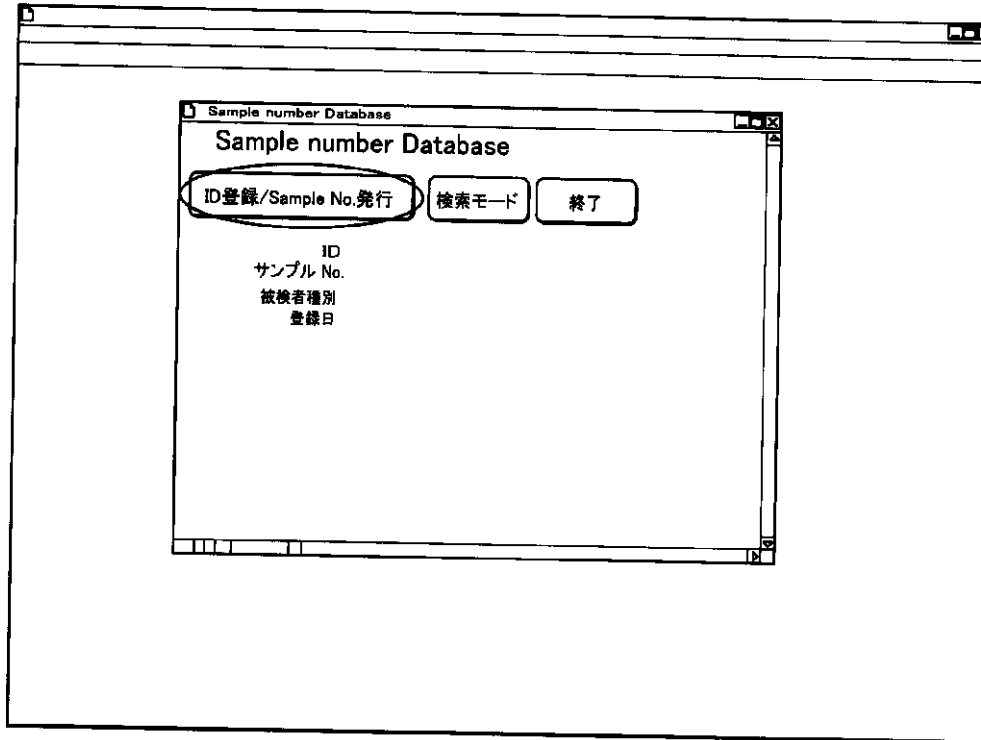 Sample number Database
Sample number Database
ID登録/Sample No.発行 検索モード 終了
ID
サンプル No.
被検者種別
登録日